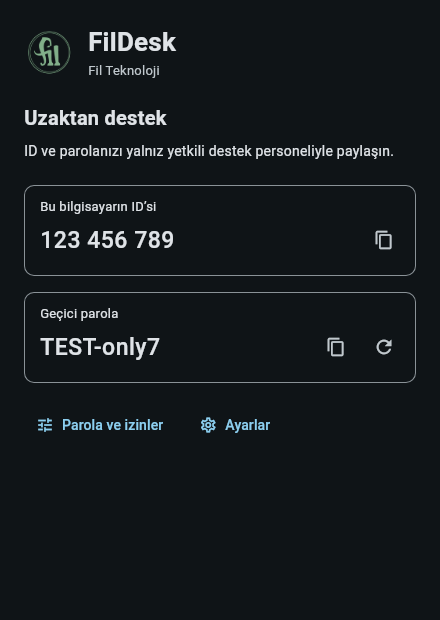 fil
FilDesk
Fil Teknoloji
Uzaktan destek
ID ve parolanızı yalnız yetkili destek personeliyle paylaşın.
Bu bilgisayarın ID’si
123 456 789
Geçici parola
TEST-only7
Parola ve izinler
Ayarlar